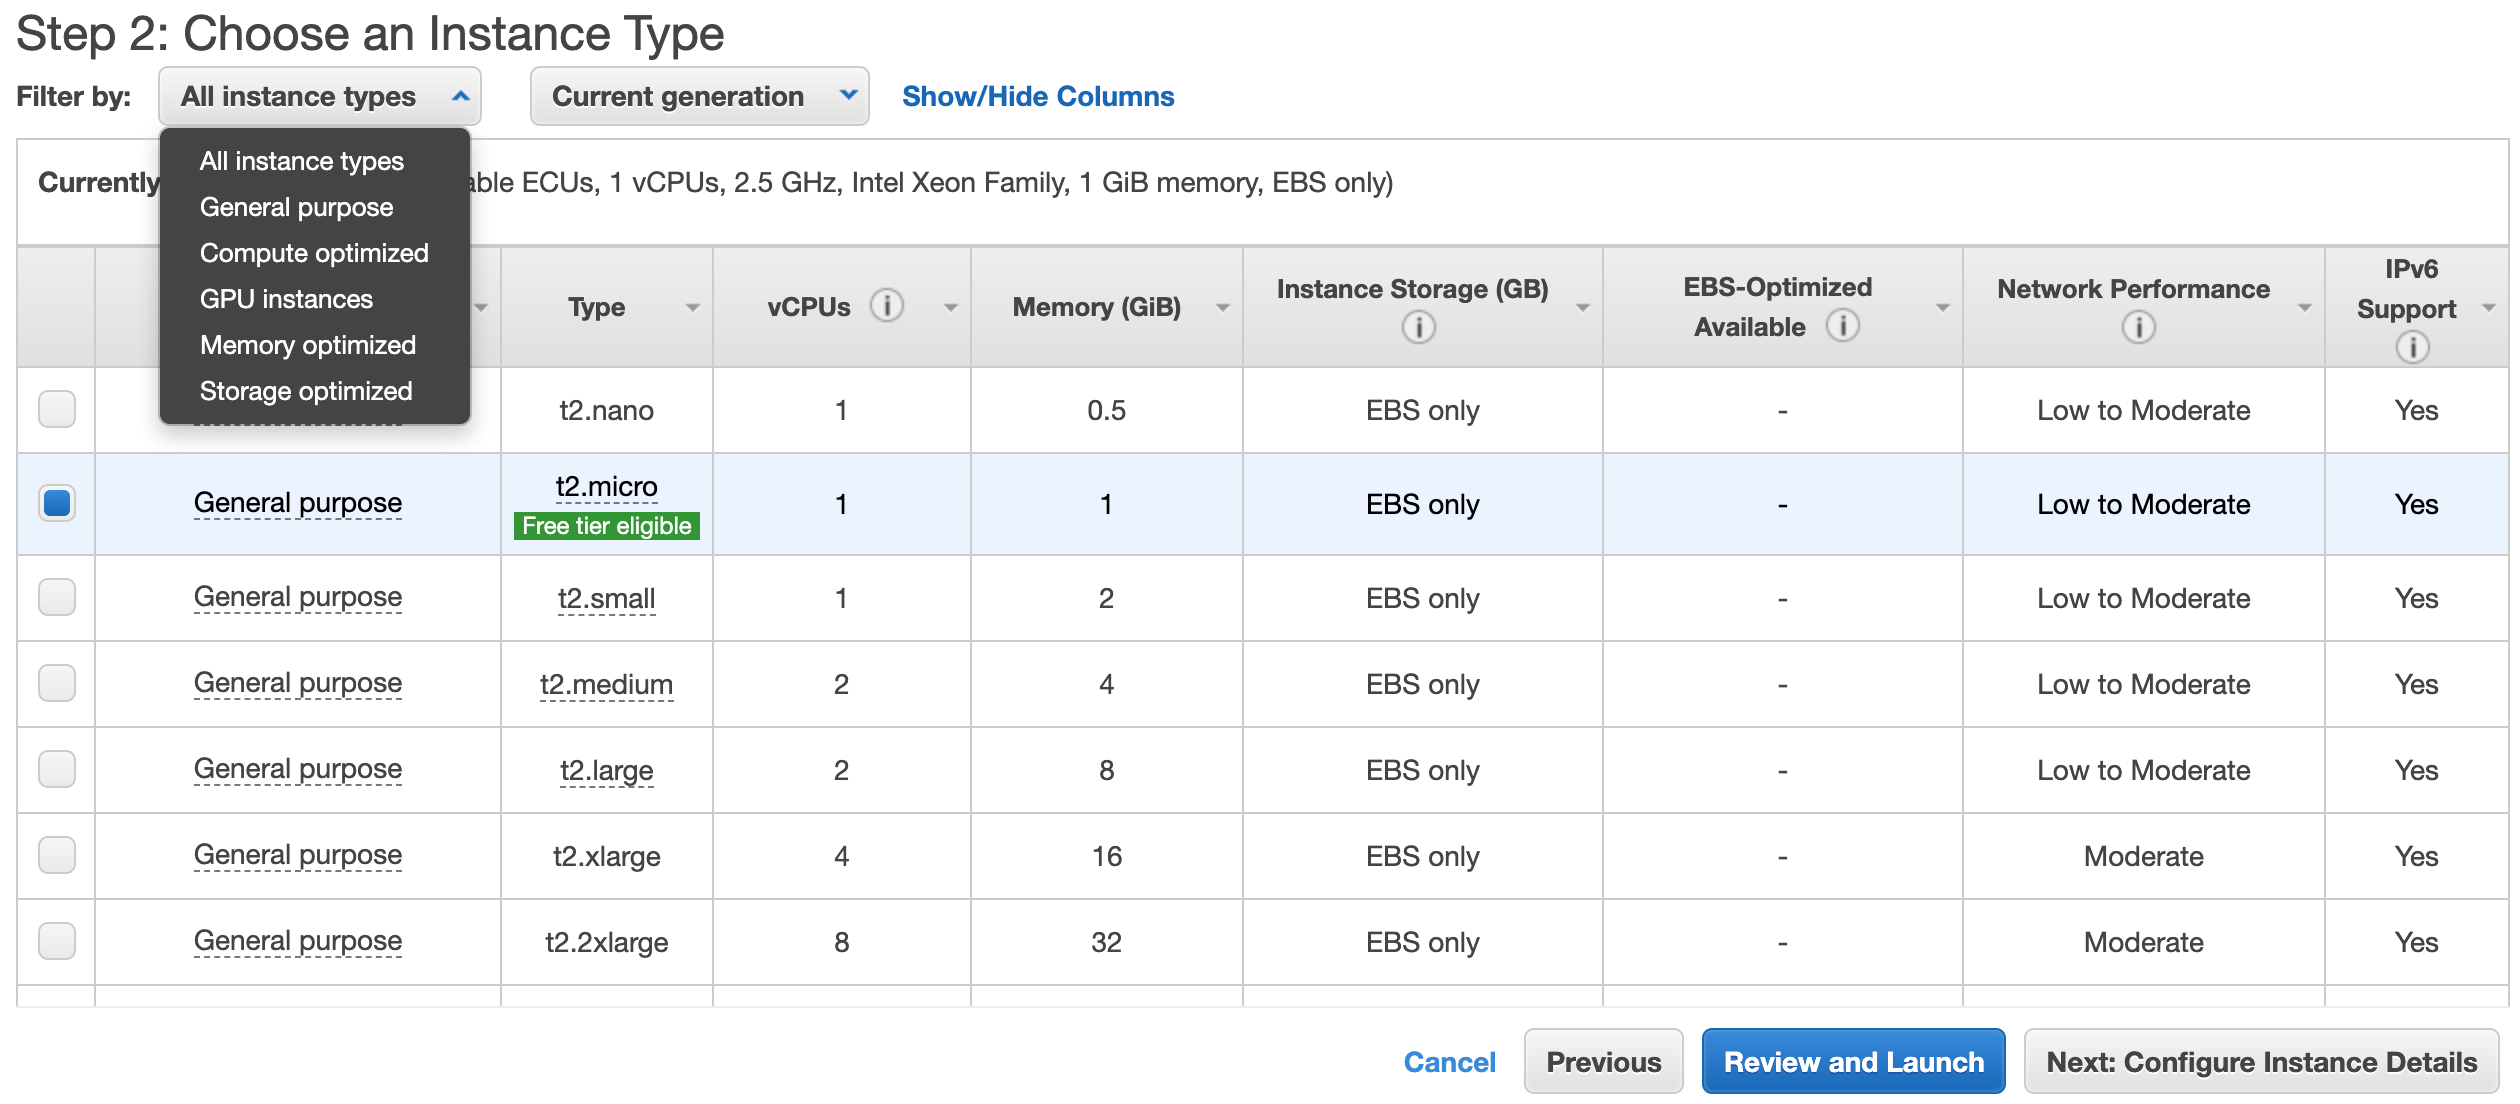 Step 2: Choose an Instance Type
Filter by: All instance types Current generation Show/Hide Columns
All instance types
General purpose
Compute optimized
GPU instances
Memory optimized
Storage optimized
Currently ECUs, 1 vCPUs, 2.5 GHz, Intel Xeon Family, 1 GiB memory, EBS only)
Type vCPUs Memory (GiB) Instance Storage (GB) EBS-Optimized Available Network Performance IPv6 Support
t2.nano 1 0.5 EBS only - Low to Moderate Yes
General purpose t2.micro 1 1 EBS only - Low to Moderate Yes
Free tier eligible
General purpose t2.small 1 2 EBS only - Low to Moderate Yes
General purpose t2.medium 2 4 EBS only - Low to Moderate Yes
General purpose t2.large 2 8 EBS only - Low to Moderate Yes
General purpose t2.xlarge 4 16 EBS only - Moderate Yes
General purpose t2.2xlarge 8 32 EBS only - Moderate Yes
Cancel Previous Review and Launch Next: Configure Instance Details